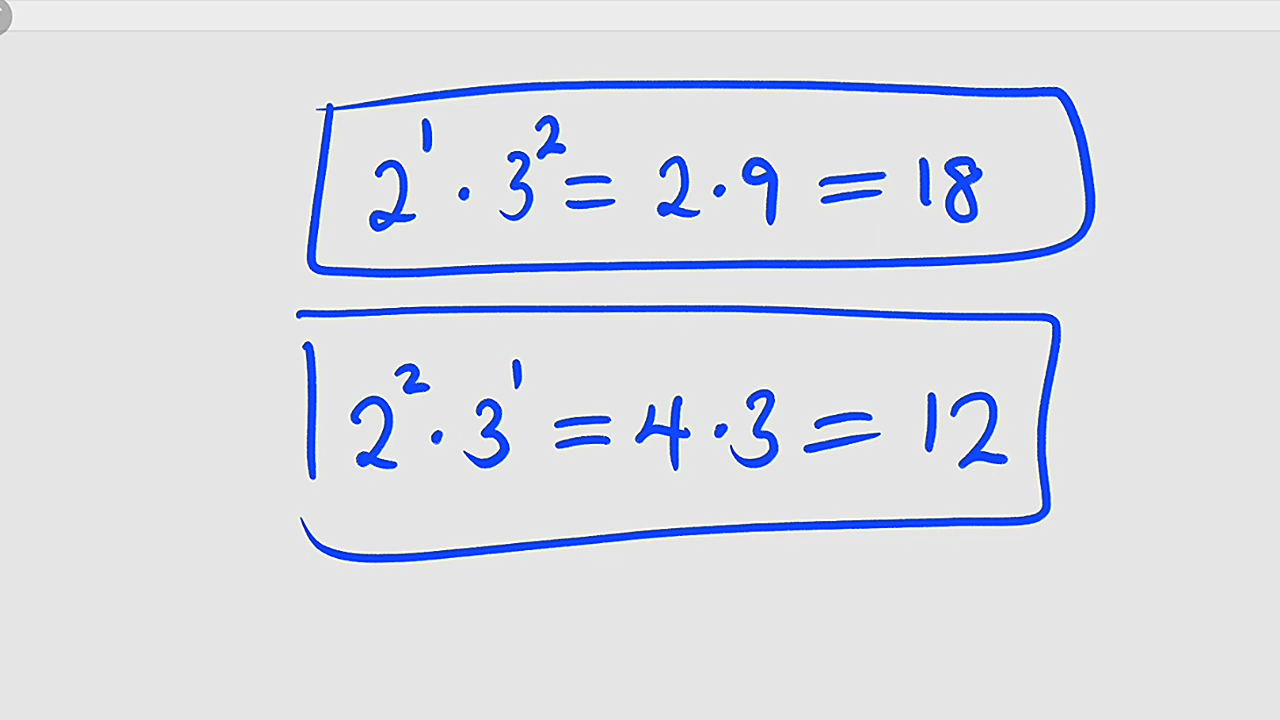 2¹ · 3² = 2 · 9 = 18
2² · 3¹ = 4 · 3 = 12